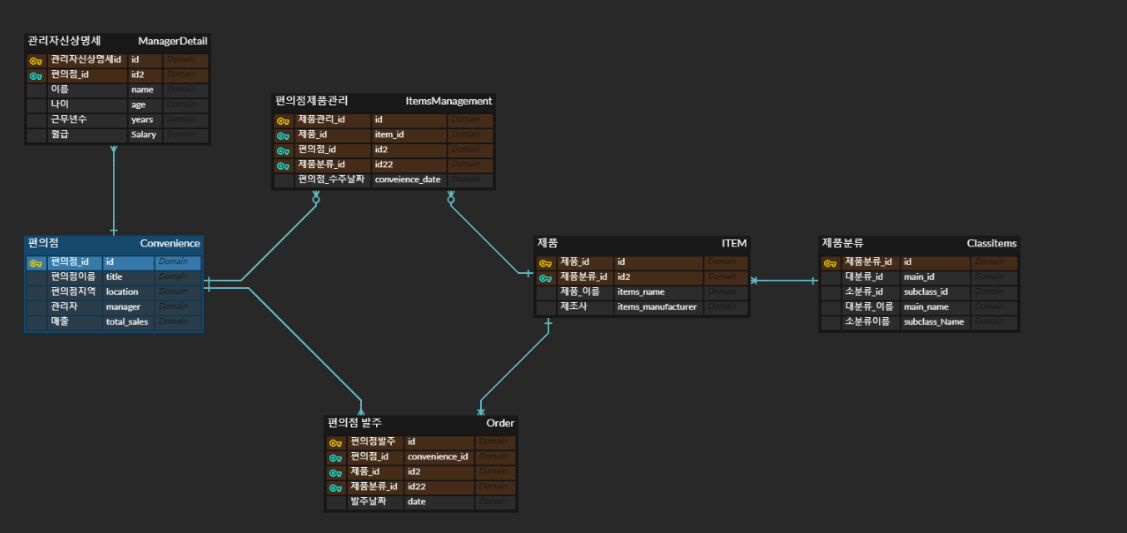 관리자신상명세 ManagerDetail
관리자신상명세id id Domain
편의점_id id2 Domain
이름 name Domain
나이 age Domain
근무년수 years Domain
월급 Salary Domain
편의점제품관리 ItemsManagement
제품관리_id id Domain
제품_id item_id Domain
편의점_id id2 Domain
제품분류_id id22 Domain
편의점_수주날짜 conveience_date Domain
편의점 Convenience
편의점_id id Domain
편의점이름 title Domain
편의점지역 location Domain
관리자 manager Domain
매출 total_sales Domain
제품 ITEM
제품_id id Domain
제품분류_id id2 Domain
제품_이름 items_name Domain
제조사 items_manufacturer Domain
제품분류 Classitems
제품분류_id id Domain
대분류_id main_id Domain
소분류_id subclass_id Domain
대분류_이름 main_name Domain
소분류이름 subclass_Name Domain
편의점 발주 Order
편의점발주 id Domain
편의점_id convenience_id Domain
제품_id id2 Domain
제품분류_id id22 Domain
발주날짜 date Domain